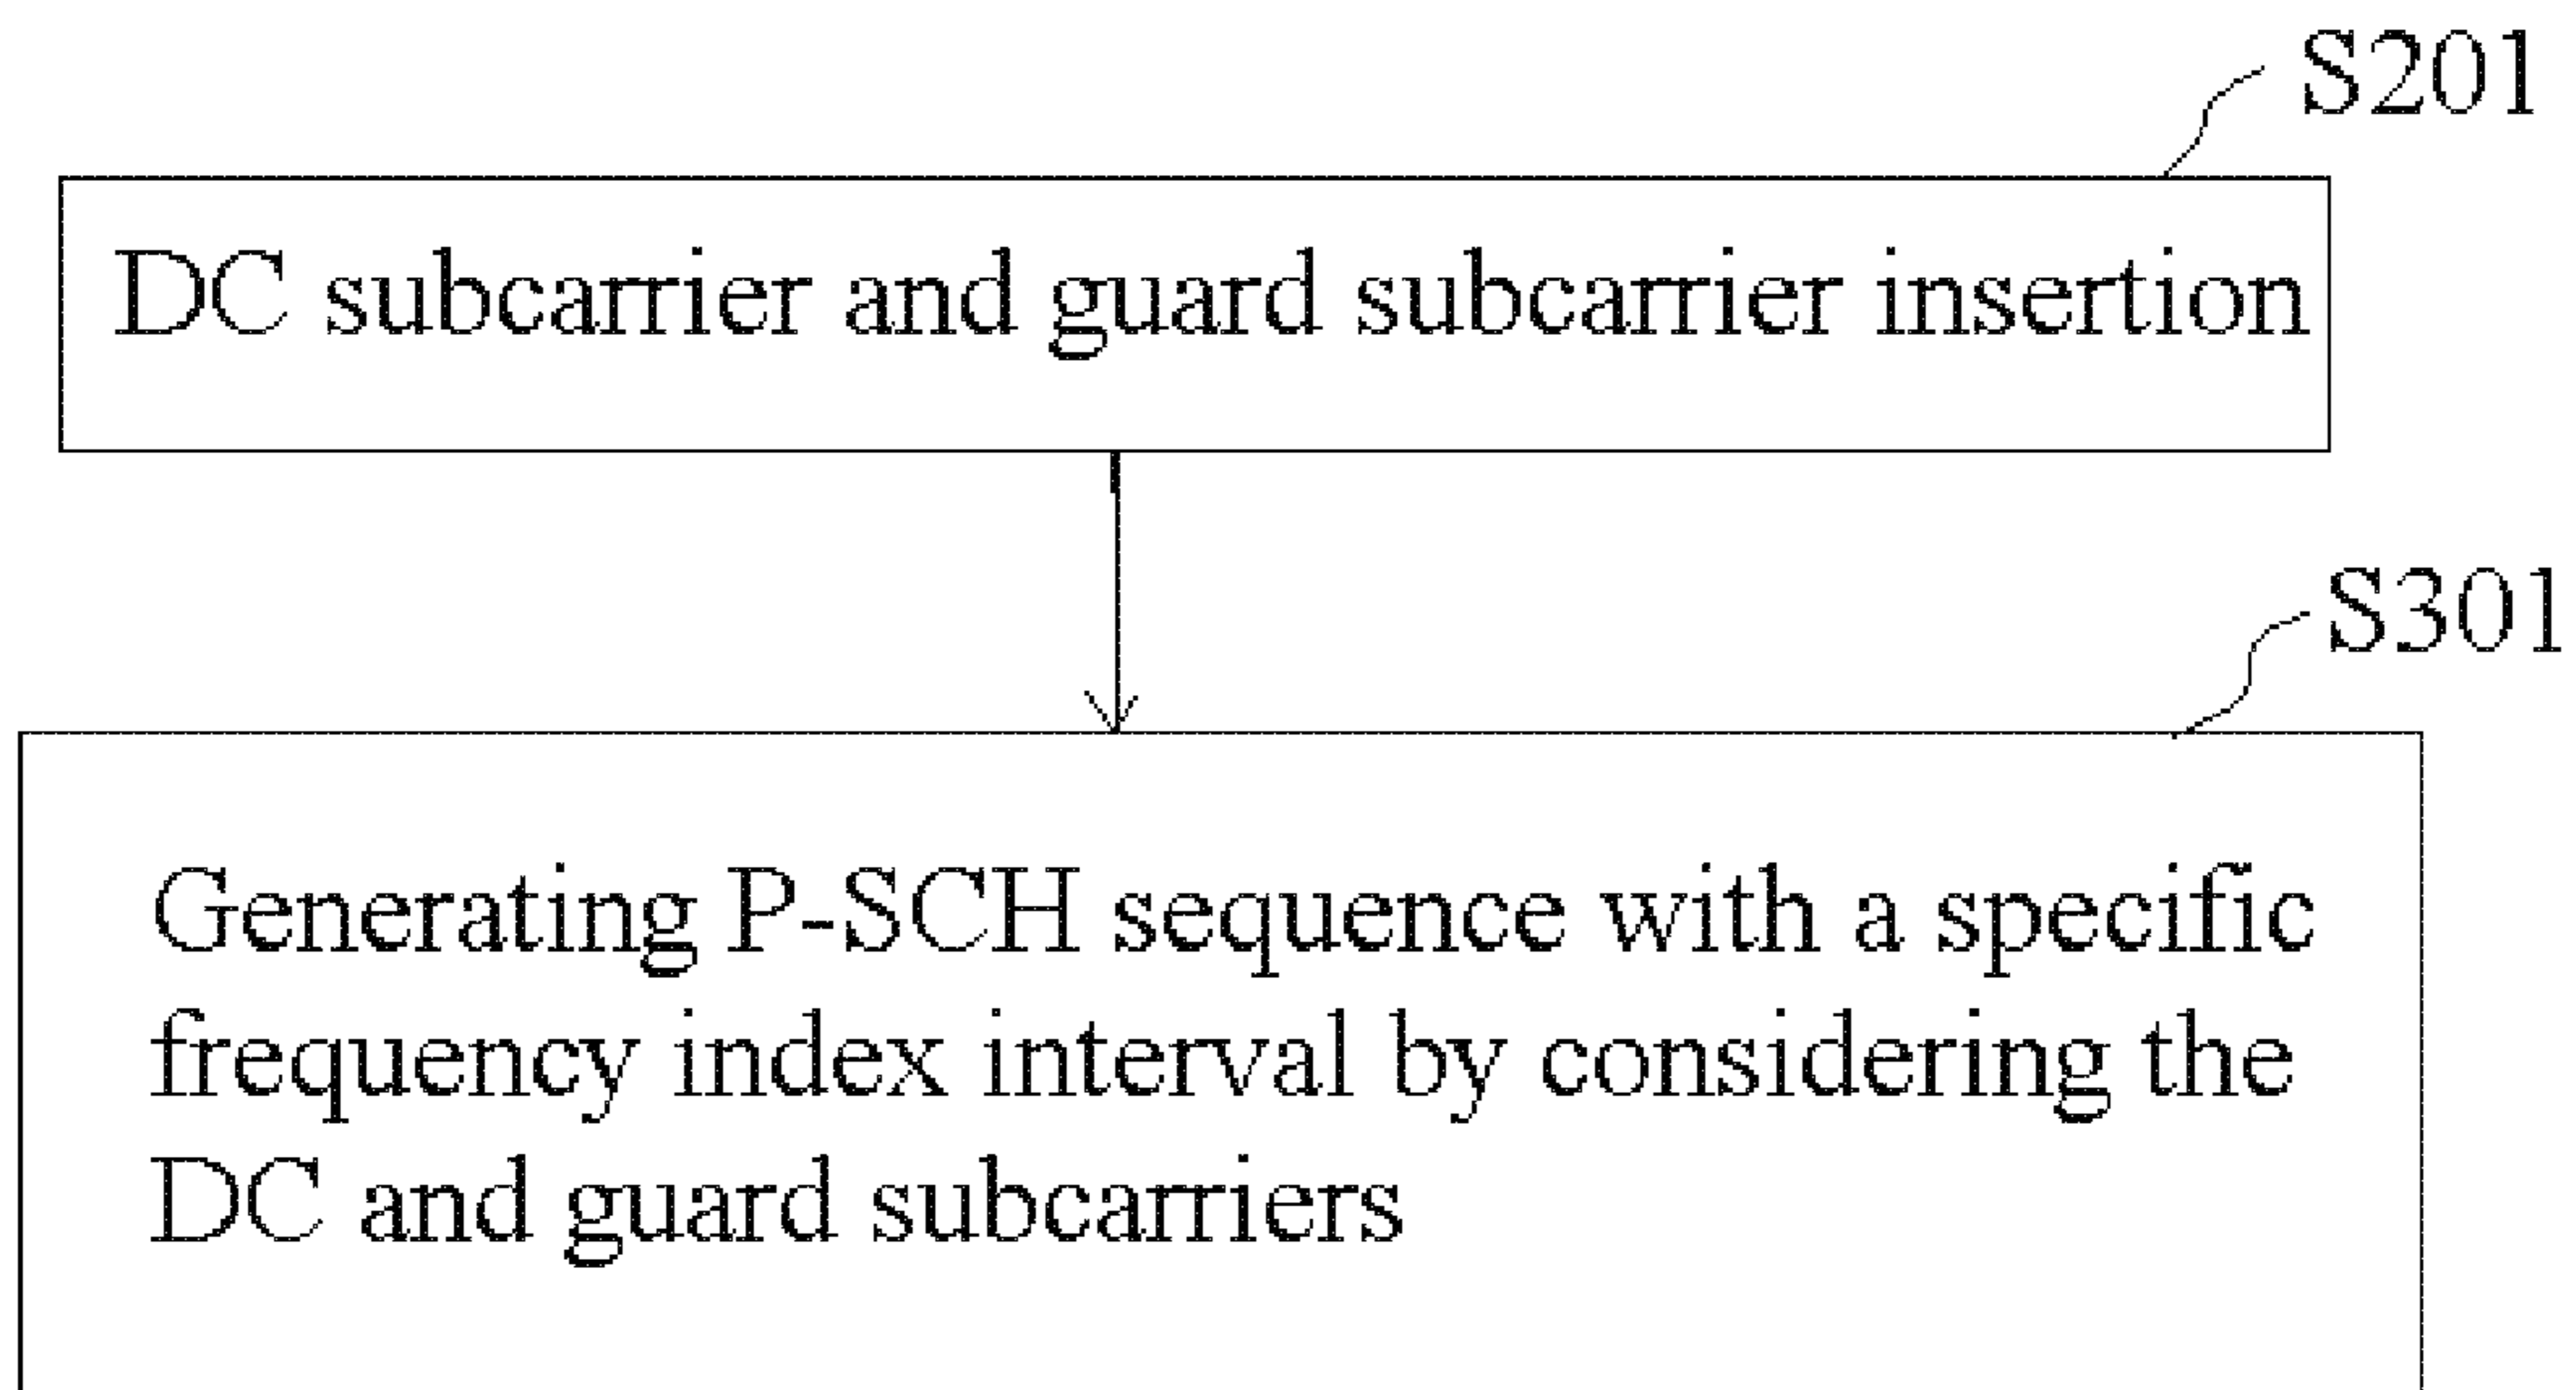 S201
DC subcarrier and guard subcarrier insertion
S301
Generating P-SCH sequence with a specific
frequency index interval by considering the
DC and guard subcarriers